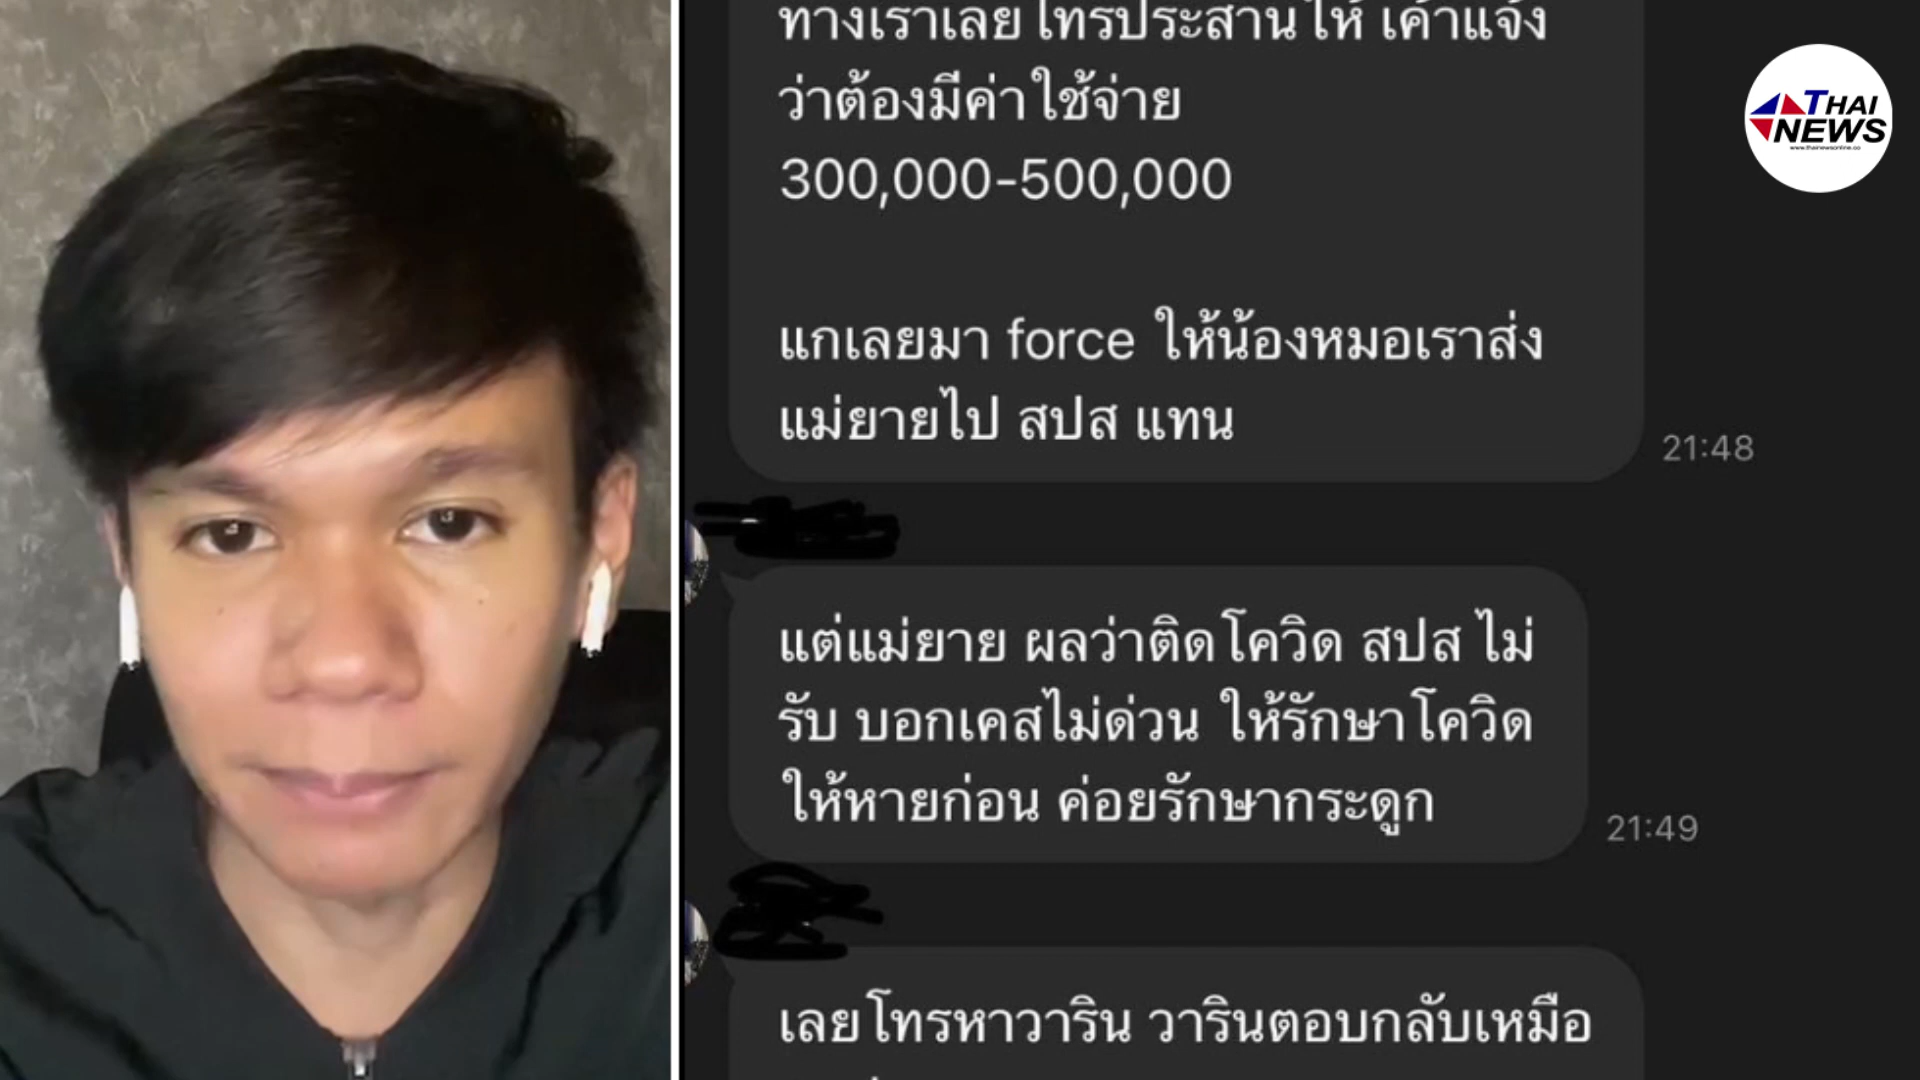 ทางเราเลยโทรประสานให้ เค้าแจ้ง
ว่าต้องมีค่าใช้จ่าย
300,000-500,000
แกเลยมา force ให้น้องหมอเราส่ง
แม่ยายไป สปส แทน
21:48
แต่แม่ยาย ผลว่าติดโควิด สปส ไม่
รับ บอกเคสไม่ด่วน ให้รักษาโควิด
ให้หายก่อน ค่อยรักษากระดูก
21:49
เลยโทรหาวาริน วารินตอบกลับเหมือ
THAI
NEWS
www.thainewsonline.co